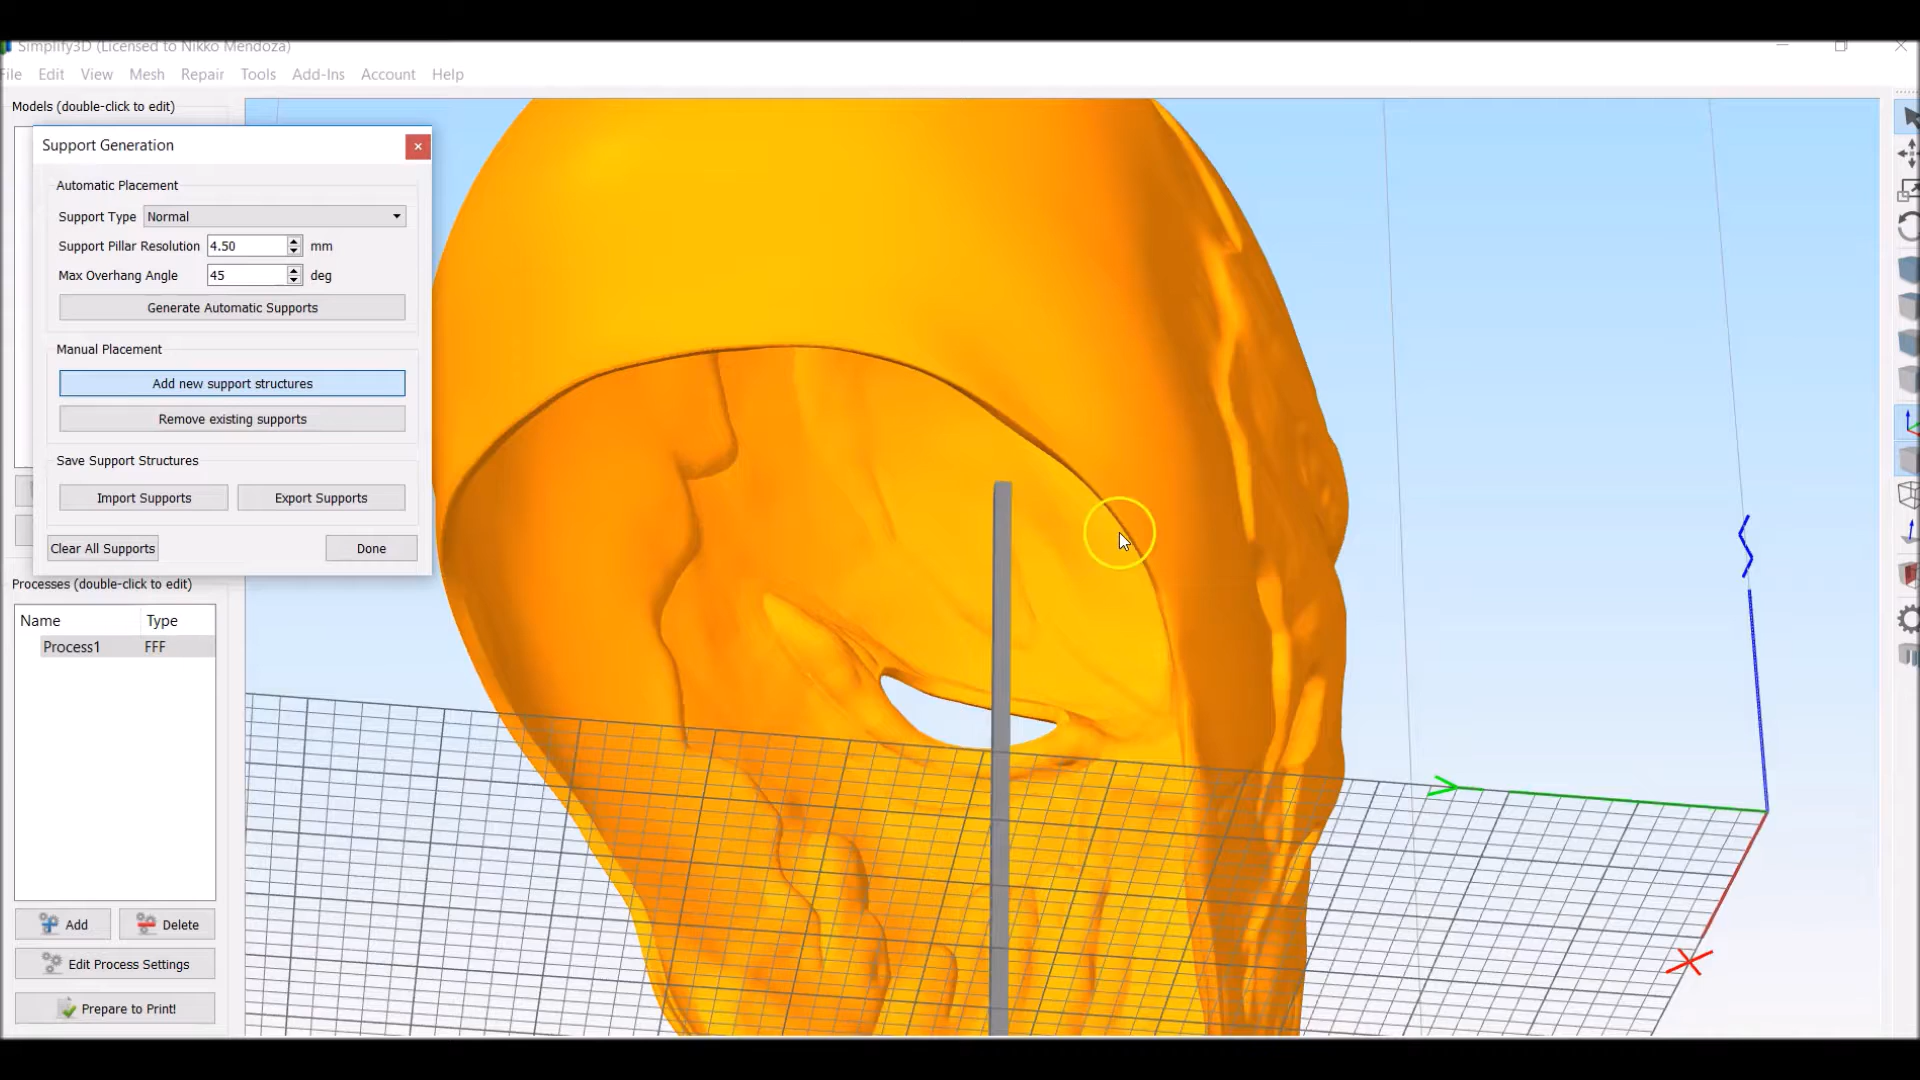 Simplify3D (Licensed to Nikko Mendoza)
File Edit View Mesh Repair Tools Add-Ins Account Help
Models (double-click to edit)
Support Generation
Automatic Placement
Support Type Normal
Support Pillar Resolution 4.50 mm
Max Overhang Angle 45 deg
Generate Automatic Supports
Manual Placement
Add new support structures
Remove existing supports
Save Support Structures
Import Supports Export Supports
Clear All Supports Done
Processes (double-click to edit)
Name Type
Process1 FFF
Add Delete
Edit Process Settings
Prepare to Print!